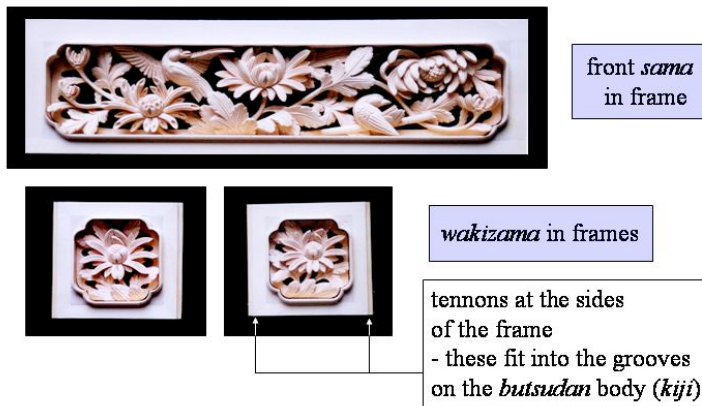 front sama
in frame
wakizama in frames
tennons at the sides
of the frame
- these fit into the grooves
on the butsudan body (kiji)